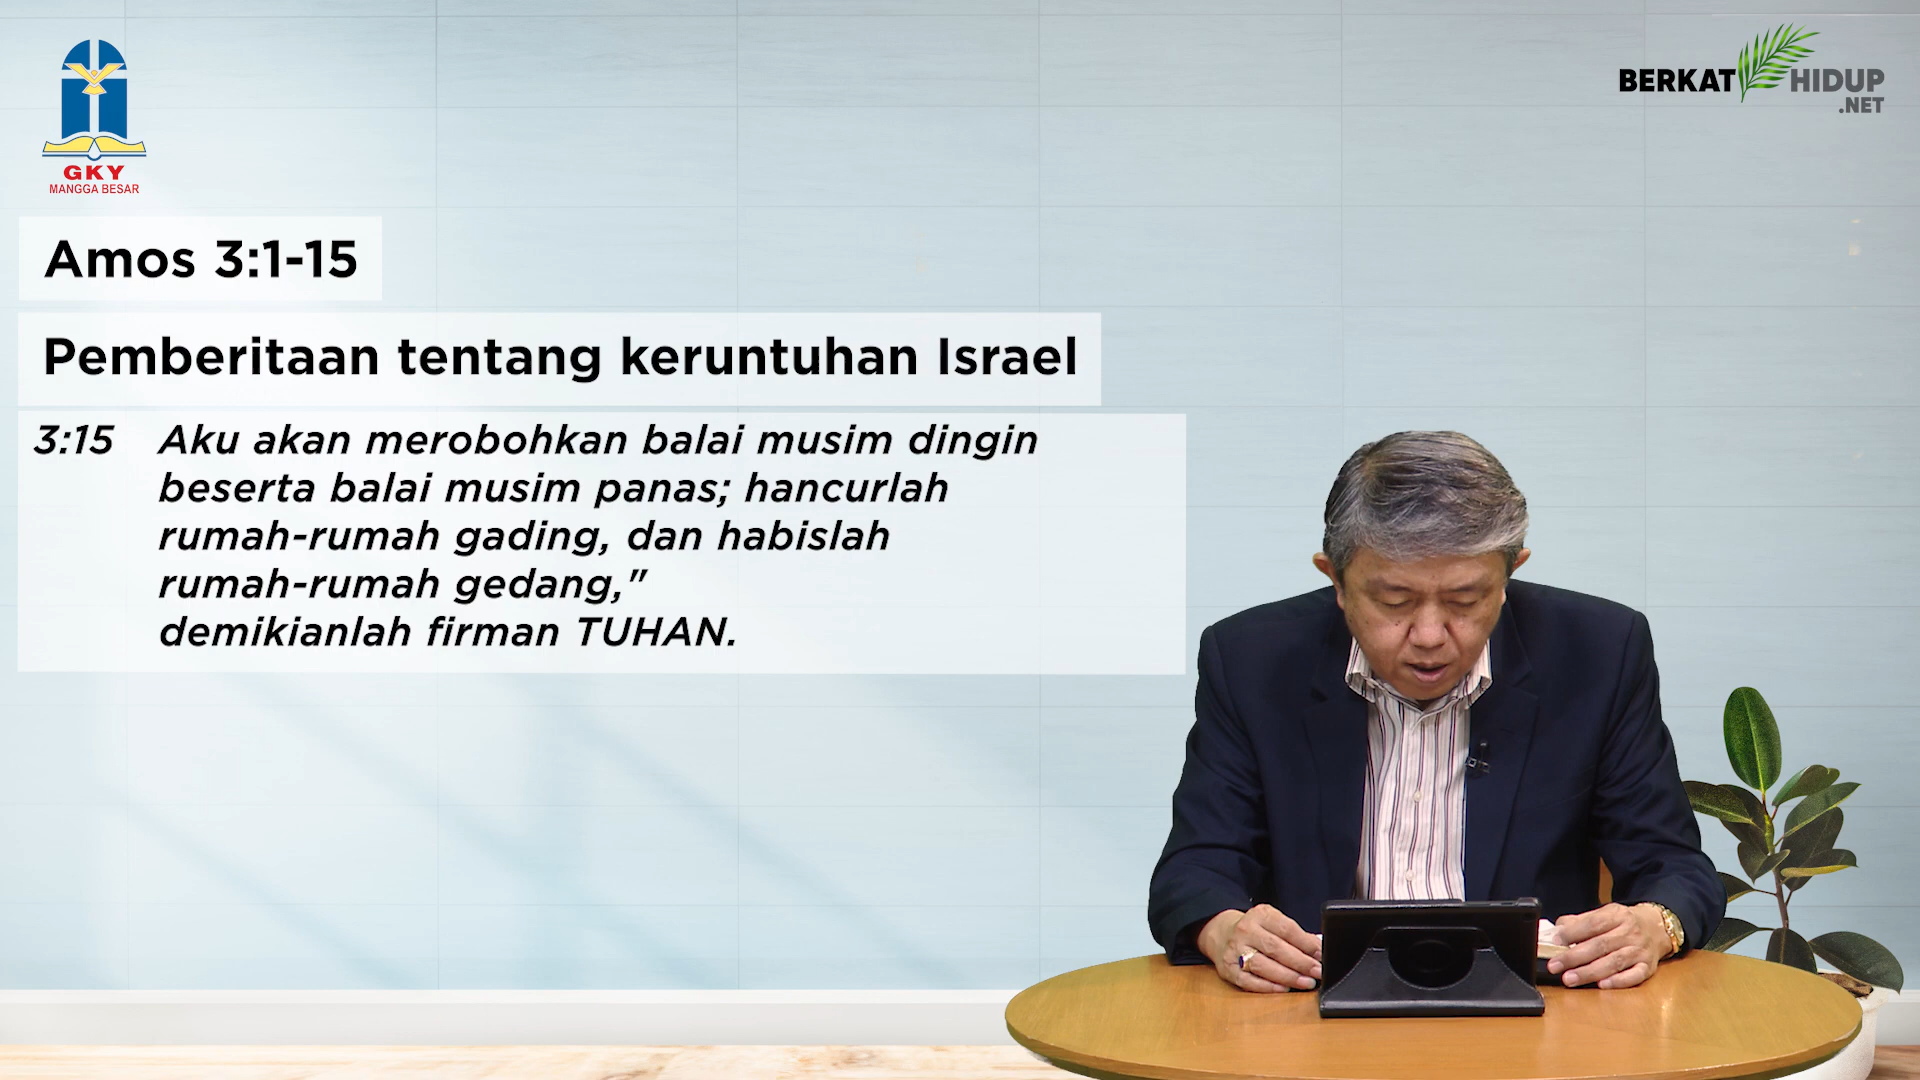 GKY
MANGGA BESAR
BERKAT HIDUP
.NET
Amos 3:1-15
Pemberitaan tentang keruntuhan Israel
3:15 Aku akan merobohkan balai musim dingin
beserta balai musim panas; hancurlah
rumah-rumah gading, dan habislah
rumah-rumah gedang,"
demikianlah firman TUHAN.